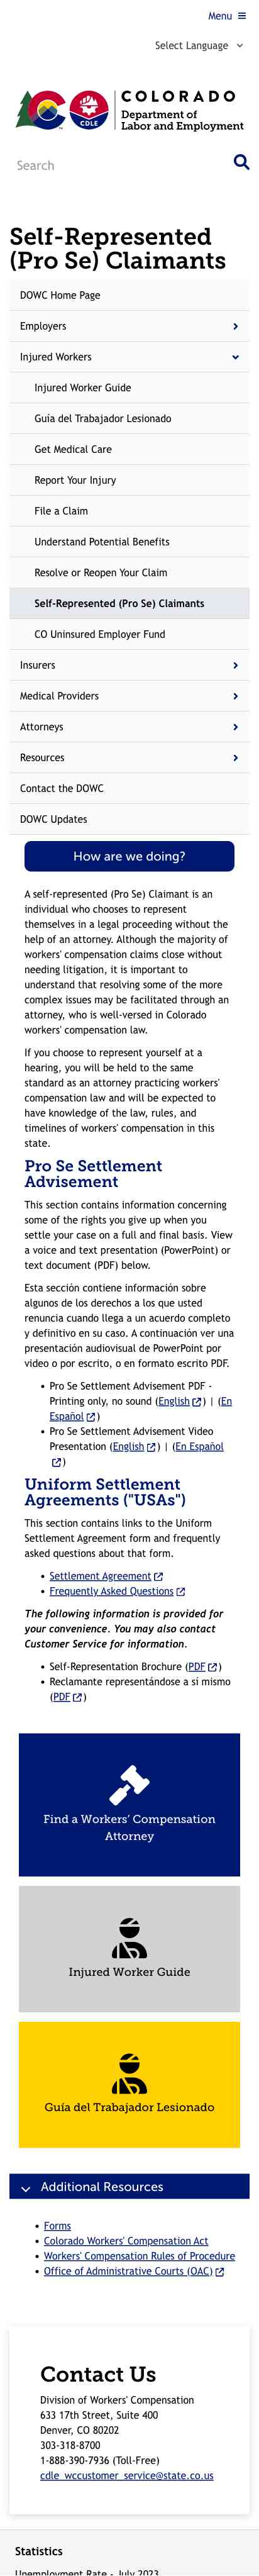 Menu
Select Language
COLORADO
Department of
Labor and Employment
CDLE
Search
Self-Represented
(Pro Se) Claimants
DOWC Home Page
Employers
Injured Workers
Injured Worker Guide
Guía del Trabajador Lesionado
Get Medical Care
Report Your Injury
File a Claim
Understand Potential Benefits
Resolve or Reopen Your Claim
Self-Represented (Pro Se) Claimants
CO Uninsured Employer Fund
Insurers
Medical Providers
Attorneys
Resources
Contact the DOWC
DOWC Updates
How are we doing?
A self-represented (Pro Se) Claimant is an
individual who chooses to represent
themselves in a legal proceeding without the
help of an attorney. Although the majority of
workers' compensation claims close without
needing litigation, it is important to
understand that resolving some of the more
complex issues may be facilitated through an
attorney, who is well-versed in Colorado
workers' compensation law.
If you choose to represent yourself at a
hearing, you will be held to the same
standard as an attorney practicing workers'
compensation law and will be expected to
have knowledge of the law, rules, and
timelines of workers' compensation in this
state.
Pro Se Settlement
Advisement
This section contains information concerning
some of the rights you give up when you
settle your case on a full and final basis. View
a voice and text presentation (PowerPoint) or
text document (PDF) below.
Esta sección contiene información sobre
algunos de los derechos a los que usted
renuncia cuando llega a un acuerdo completo
y definitivo en su caso. A continuación ver una
presentación audiovisual de PowerPoint por
video o por escrito, o en formato escrito PDF.
• Pro Se Settlement Advisement PDF -
Printing only, no sound (English) | (En
Español)
• Pro Se Settlement Advisement Video
Presentation (English) | (En Español
)
Uniform Settlement
Agreements ("USAs")
This section contains links to the Uniform
Settlement Agreement form and frequently
asked questions about that form.
• Settlement Agreement
• Frequently Asked Questions
The following information is provided for
your convenience. You may also contact
Customer Service for information.
• Self-Representation Brochure (PDF)
• Reclamante representándose a sí mismo
(PDF)
Find a Workers' Compensation
Attorney
Injured Worker Guide
Guía del Trabajador Lesionado
Additional Resources
• Forms
• Colorado Workers' Compensation Act
• Workers' Compensation Rules of Procedure
• Office of Administrative Courts (OAC)
Contact Us
Division of Workers' Compensation
633 17th Street, Suite 400
Denver, CO 80202
303-318-8700
1-888-390-7936 (Toll-Free)
cdle_wccustomer_service@state.co.us
Statistics
Unemployment Rate - July 2023